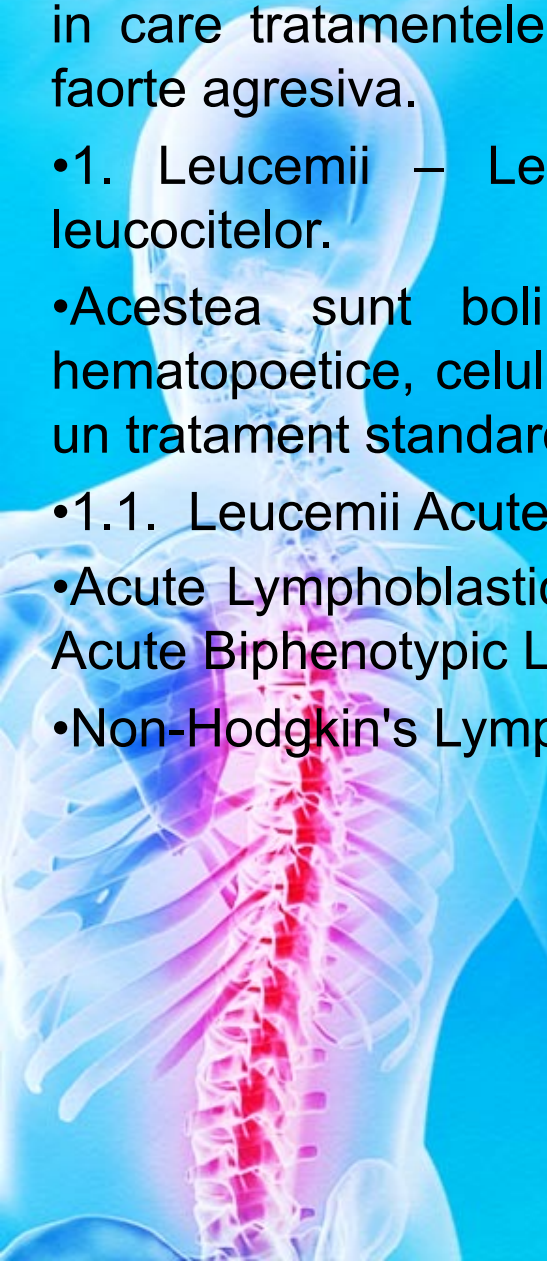 in care tratamentele
faorte agresiva.
•1. Leucemii – Le
leucocitelor.
•Acestea sunt boli
hematopoetice, celul
un tratament standar
•1.1. Leucemii Acute
•Acute Lymphoblasti
Acute Biphenotypic L
•Non-Hodgkin's Lymp